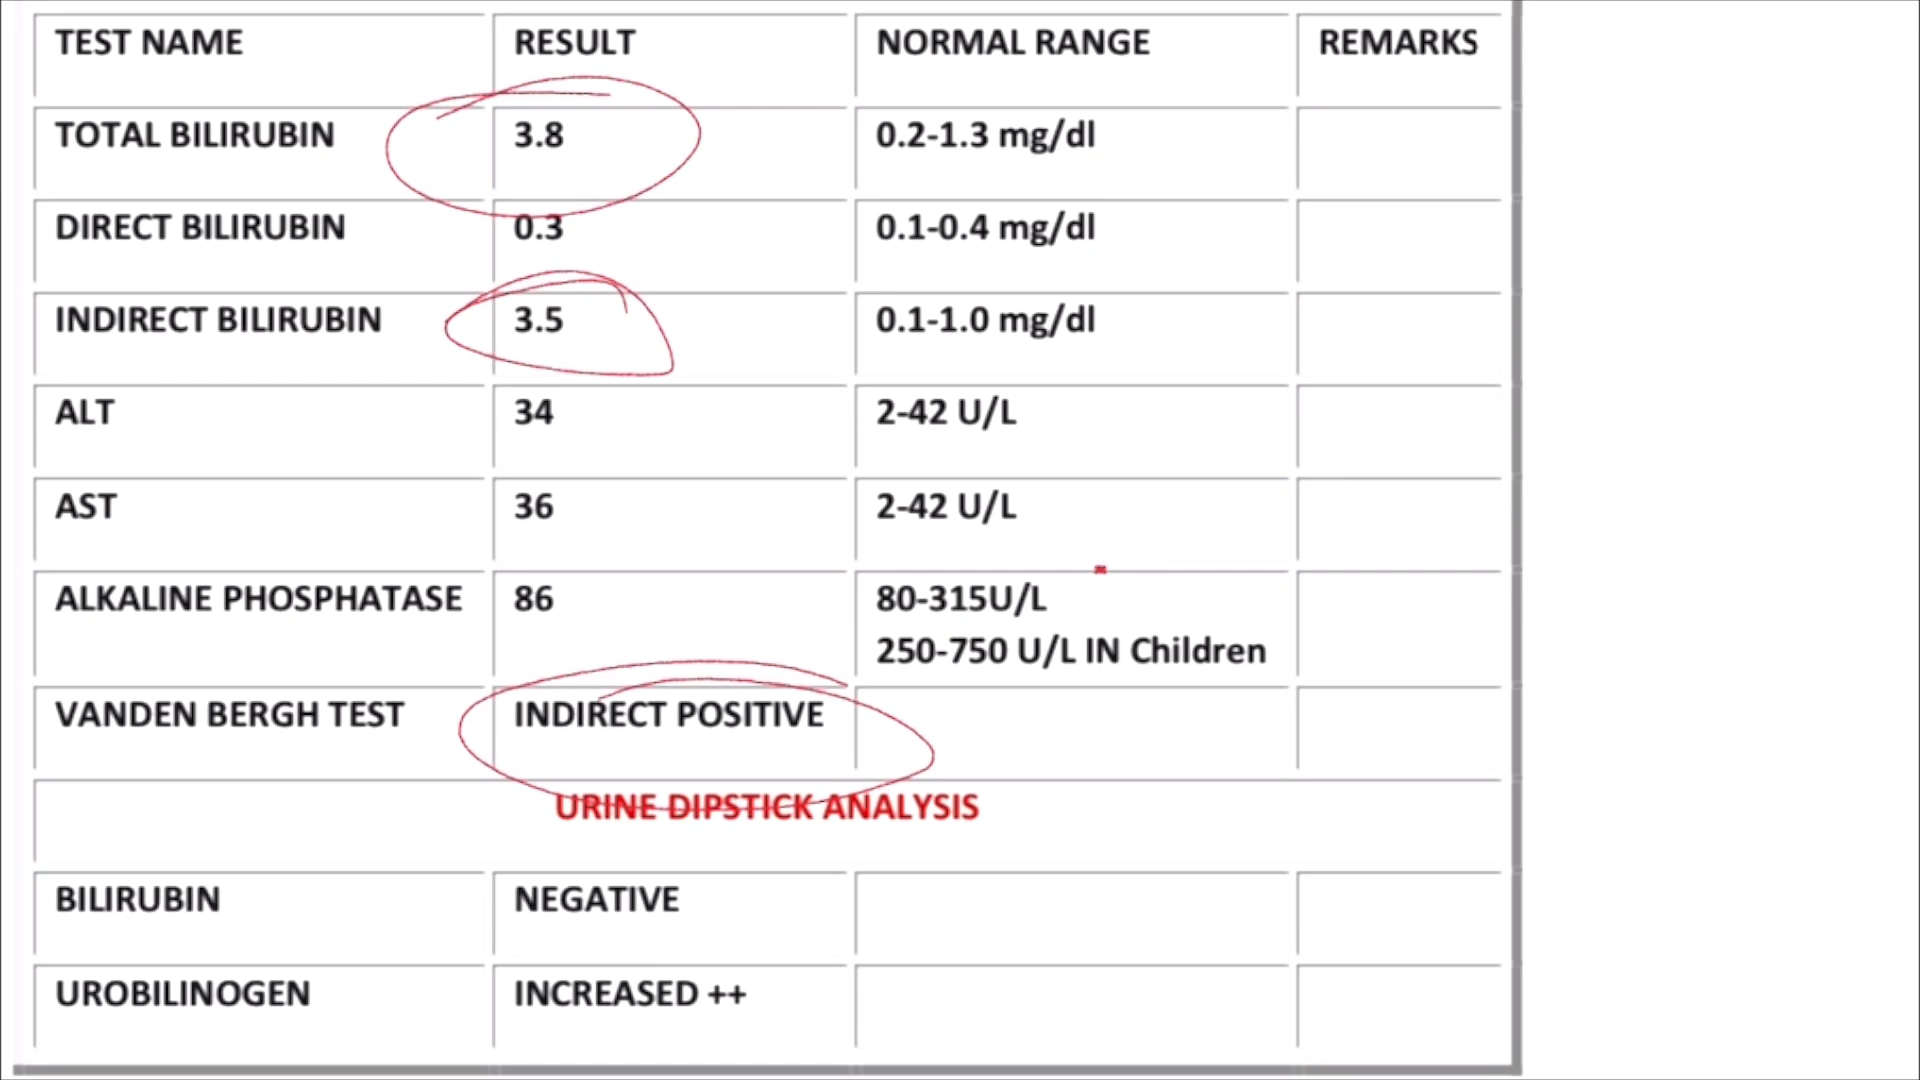 TEST NAME RESULT NORMAL RANGE REMARKS
TOTAL BILIRUBIN 3.8 0.2-1.3 mg/dl
DIRECT BILIRUBIN 0.3 0.1-0.4 mg/dl
INDIRECT BILIRUBIN 3.5 0.1-1.0 mg/dl
ALT 34 2-42 U/L
AST 36 2-42 U/L
ALKALINE PHOSPHATASE 86 80-315U/L
250-750 U/L IN Children
VANDEN BERGH TEST INDIRECT POSITIVE
URINE DIPSTICK ANALYSIS
BILIRUBIN NEGATIVE
UROBILINOGEN INCREASED ++